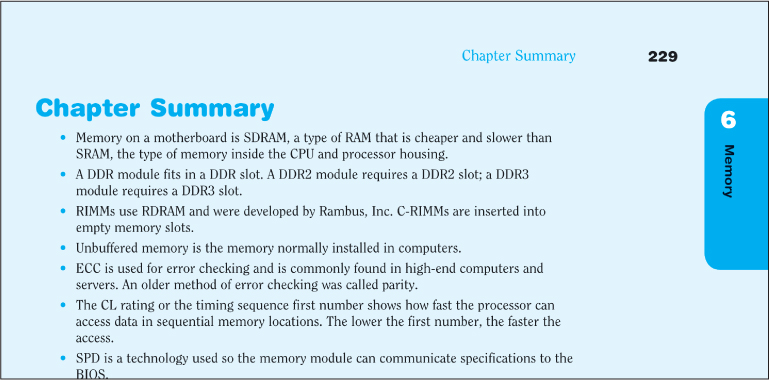 Chapter Summary 229
Chapter Summary
• Memory on a motherboard is SDRAM, a type of RAM that is cheaper and slower than
SRAM, the type of memory inside the CPU and processor housing.
• A DDR module fits in a DDR slot. A DDR2 module requires a DDR2 slot; a DDR3
module requires a DDR3 slot.
• RIMMs use RDRAM and were developed by Rambus, Inc. C-RIMMs are inserted into
empty memory slots.
• Unbuffered memory is the memory normally installed in computers.
• ECC is used for error checking and is commonly found in high-end computers and
servers. An older method of error checking was called parity.
• The CL rating or the timing sequence first number shows how fast the processor can
access data in sequential memory locations. The lower the first number, the faster the
access.
• SPD is a technology used so the memory module can communicate specifications to the
BIOS.
6
Memory